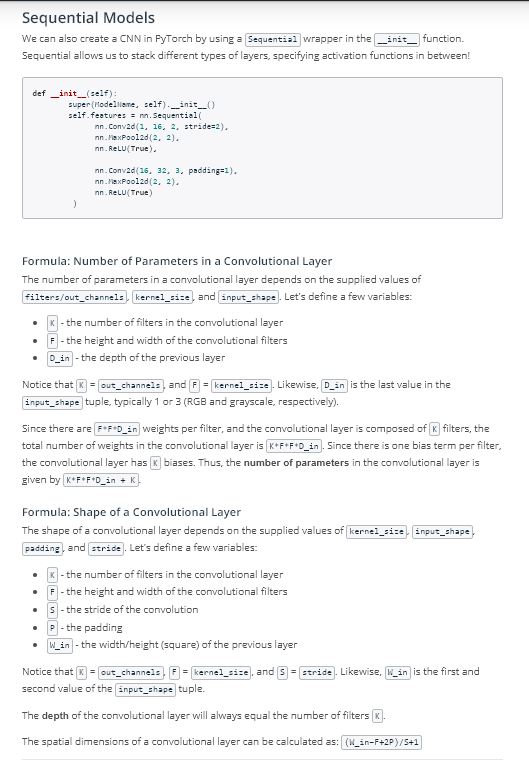 Sequential Models
We can also create a CNN in PyTorch by using a Sequential wrapper in the __init__ function.
Sequential allows us to stack different types of layers, specifying activation functions in between!
def __init__(self):
super(ModelName, self).__init__()
self.features = nn.Sequential(
nn.Conv2d(1, 16, 2, stride=2),
nn.MaxPool2d(2, 2),
nn.ReLU(True),
nn.Conv2d(16, 32, 3, padding=1),
nn.MaxPool2d(2, 2),
nn.ReLU(True)
)
Formula: Number of Parameters in a Convolutional Layer
The number of parameters in a convolutional layer depends on the supplied values of
filters/out_channels, kernel_size, and input_shape. Let's define a few variables:
• K - the number of filters in the convolutional layer
• F - the height and width of the convolutional filters
• D_in - the depth of the previous layer
Notice that K = out_channels, and F = kernel_size. Likewise, D_in is the last value in the
input_shape tuple, typically 1 or 3 (RGB and grayscale, respectively).
Since there are F*F*D_in weights per filter, and the convolutional layer is composed of K filters, the
total number of weights in the convolutional layer is K*F*F*D_in. Since there is one bias term per filter,
the convolutional layer has K biases. Thus, the number of parameters in the convolutional layer is
given by K*F*F*D_in + K.
Formula: Shape of a Convolutional Layer
The shape of a convolutional layer depends on the supplied values of kernel_size, input_shape,
padding, and stride. Let's define a few variables:
• K - the number of filters in the convolutional layer
• F - the height and width of the convolutional filters
• S - the stride of the convolution
• P - the padding
• W_in - the width/height (square) of the previous layer
Notice that K = out_channels, F = kernel_size, and S = stride. Likewise, W_in is the first and
second value of the input_shape tuple.
The depth of the convolutional layer will always equal the number of filters K.
The spatial dimensions of a convolutional layer can be calculated as: (W_in−F+2P)/S+1